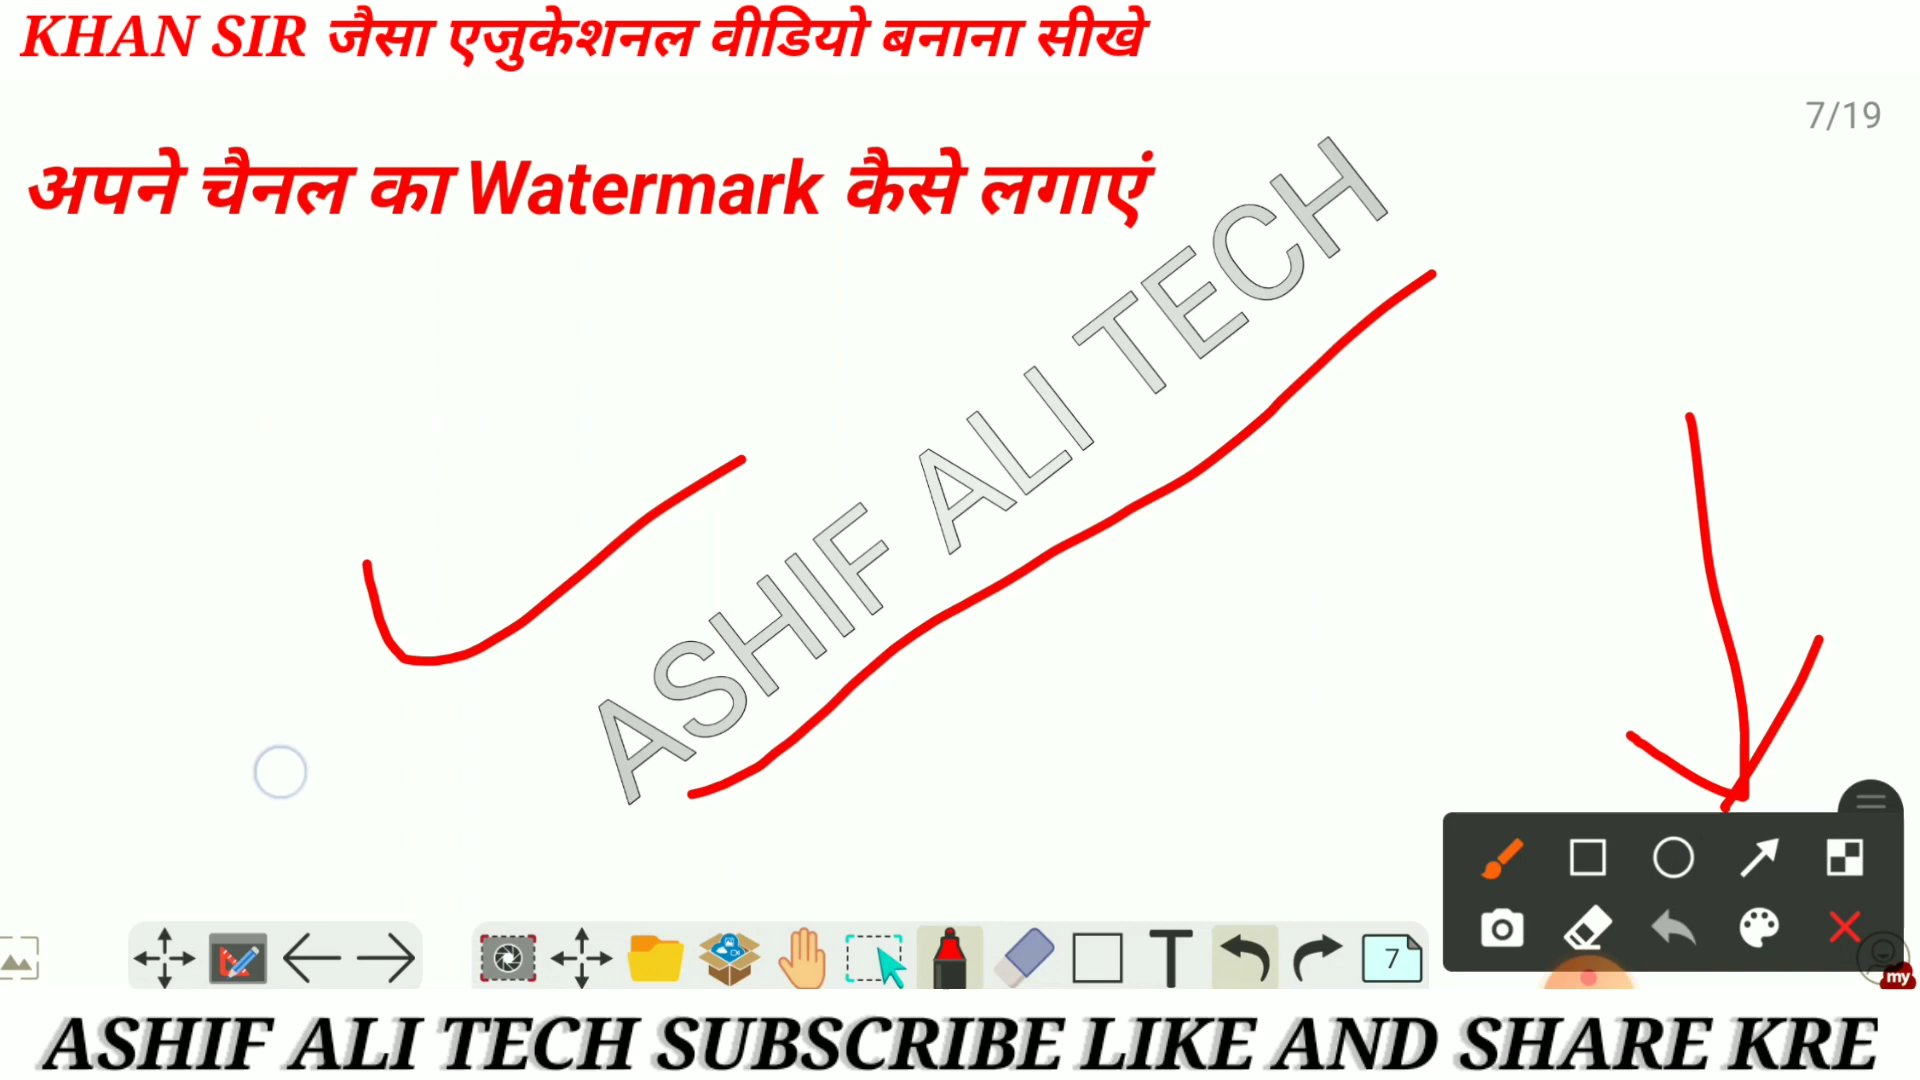 KHAN SIR जैसा एजुकेशनल वीडियो बनाना सीखे
7/19
अपने चैनल का Watermark कैसे लगाएं
ASHIF ALI TECH
7
my
ASHIF ALI TECH SUBSCRIBE LIKE AND SHARE KRE